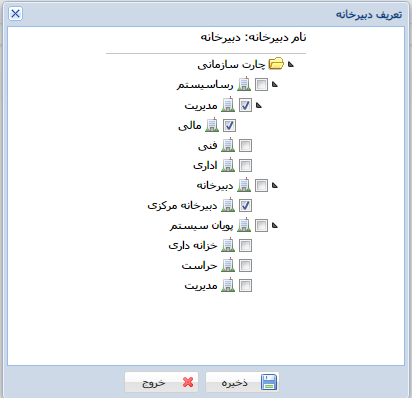 تعریف دبیرخانه
نام دبیرخانه: دبیرخانه
چارت سازمانی
رساسیستم
مدیریت
مالی
فنی
اداری
دبیرخانه
دبیرخانه مرکزی
پویان سیستم
خزانه داری
حراست
مدیریت
ذخیره
خروج